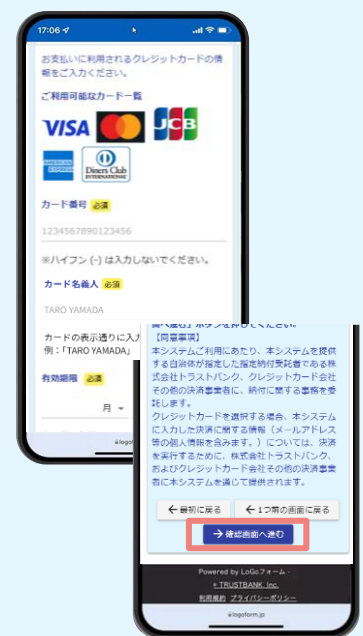 17:06
お支払いに利用されるクレジットカードの情
報をご入力ください。
ご利用可能なカード一覧
VISA
JCB
AMERICAN EXPRESS
Diners Club
INTERNATIONAL
カード番号 必須
1234567890123456
※ハイフン (-) は入力しないでください。
カード名義人 必須
TARO YAMADA
カードの表示通りに入力
例：「TARO YAMADA」
有効期限 必須
月
【同意事項】
本システムご利用にあたり、本システムを提供
する自治体が指定した指定納付受託者である株
式会社トラストバンク、クレジットカード会社
その他の決済事業者に、納付に関する事務を委
託します。
クレジットカードを選択する場合、本システム
に入力した決済に関する情報（メールアドレス
等の個人情報を含みます。）については、決済
を実行するために、株式会社トラストバンク、
およびクレジットカード会社その他の決済事業
者に本システムを通じて提供されます。
← 最初に戻る
← 1つ前の画面に戻る
→ 確認画面へ進む
Powered by LoGoフォーム -
TRUSTBANK, Inc.
利用規約 プライバシーポリシー
logoform.jp